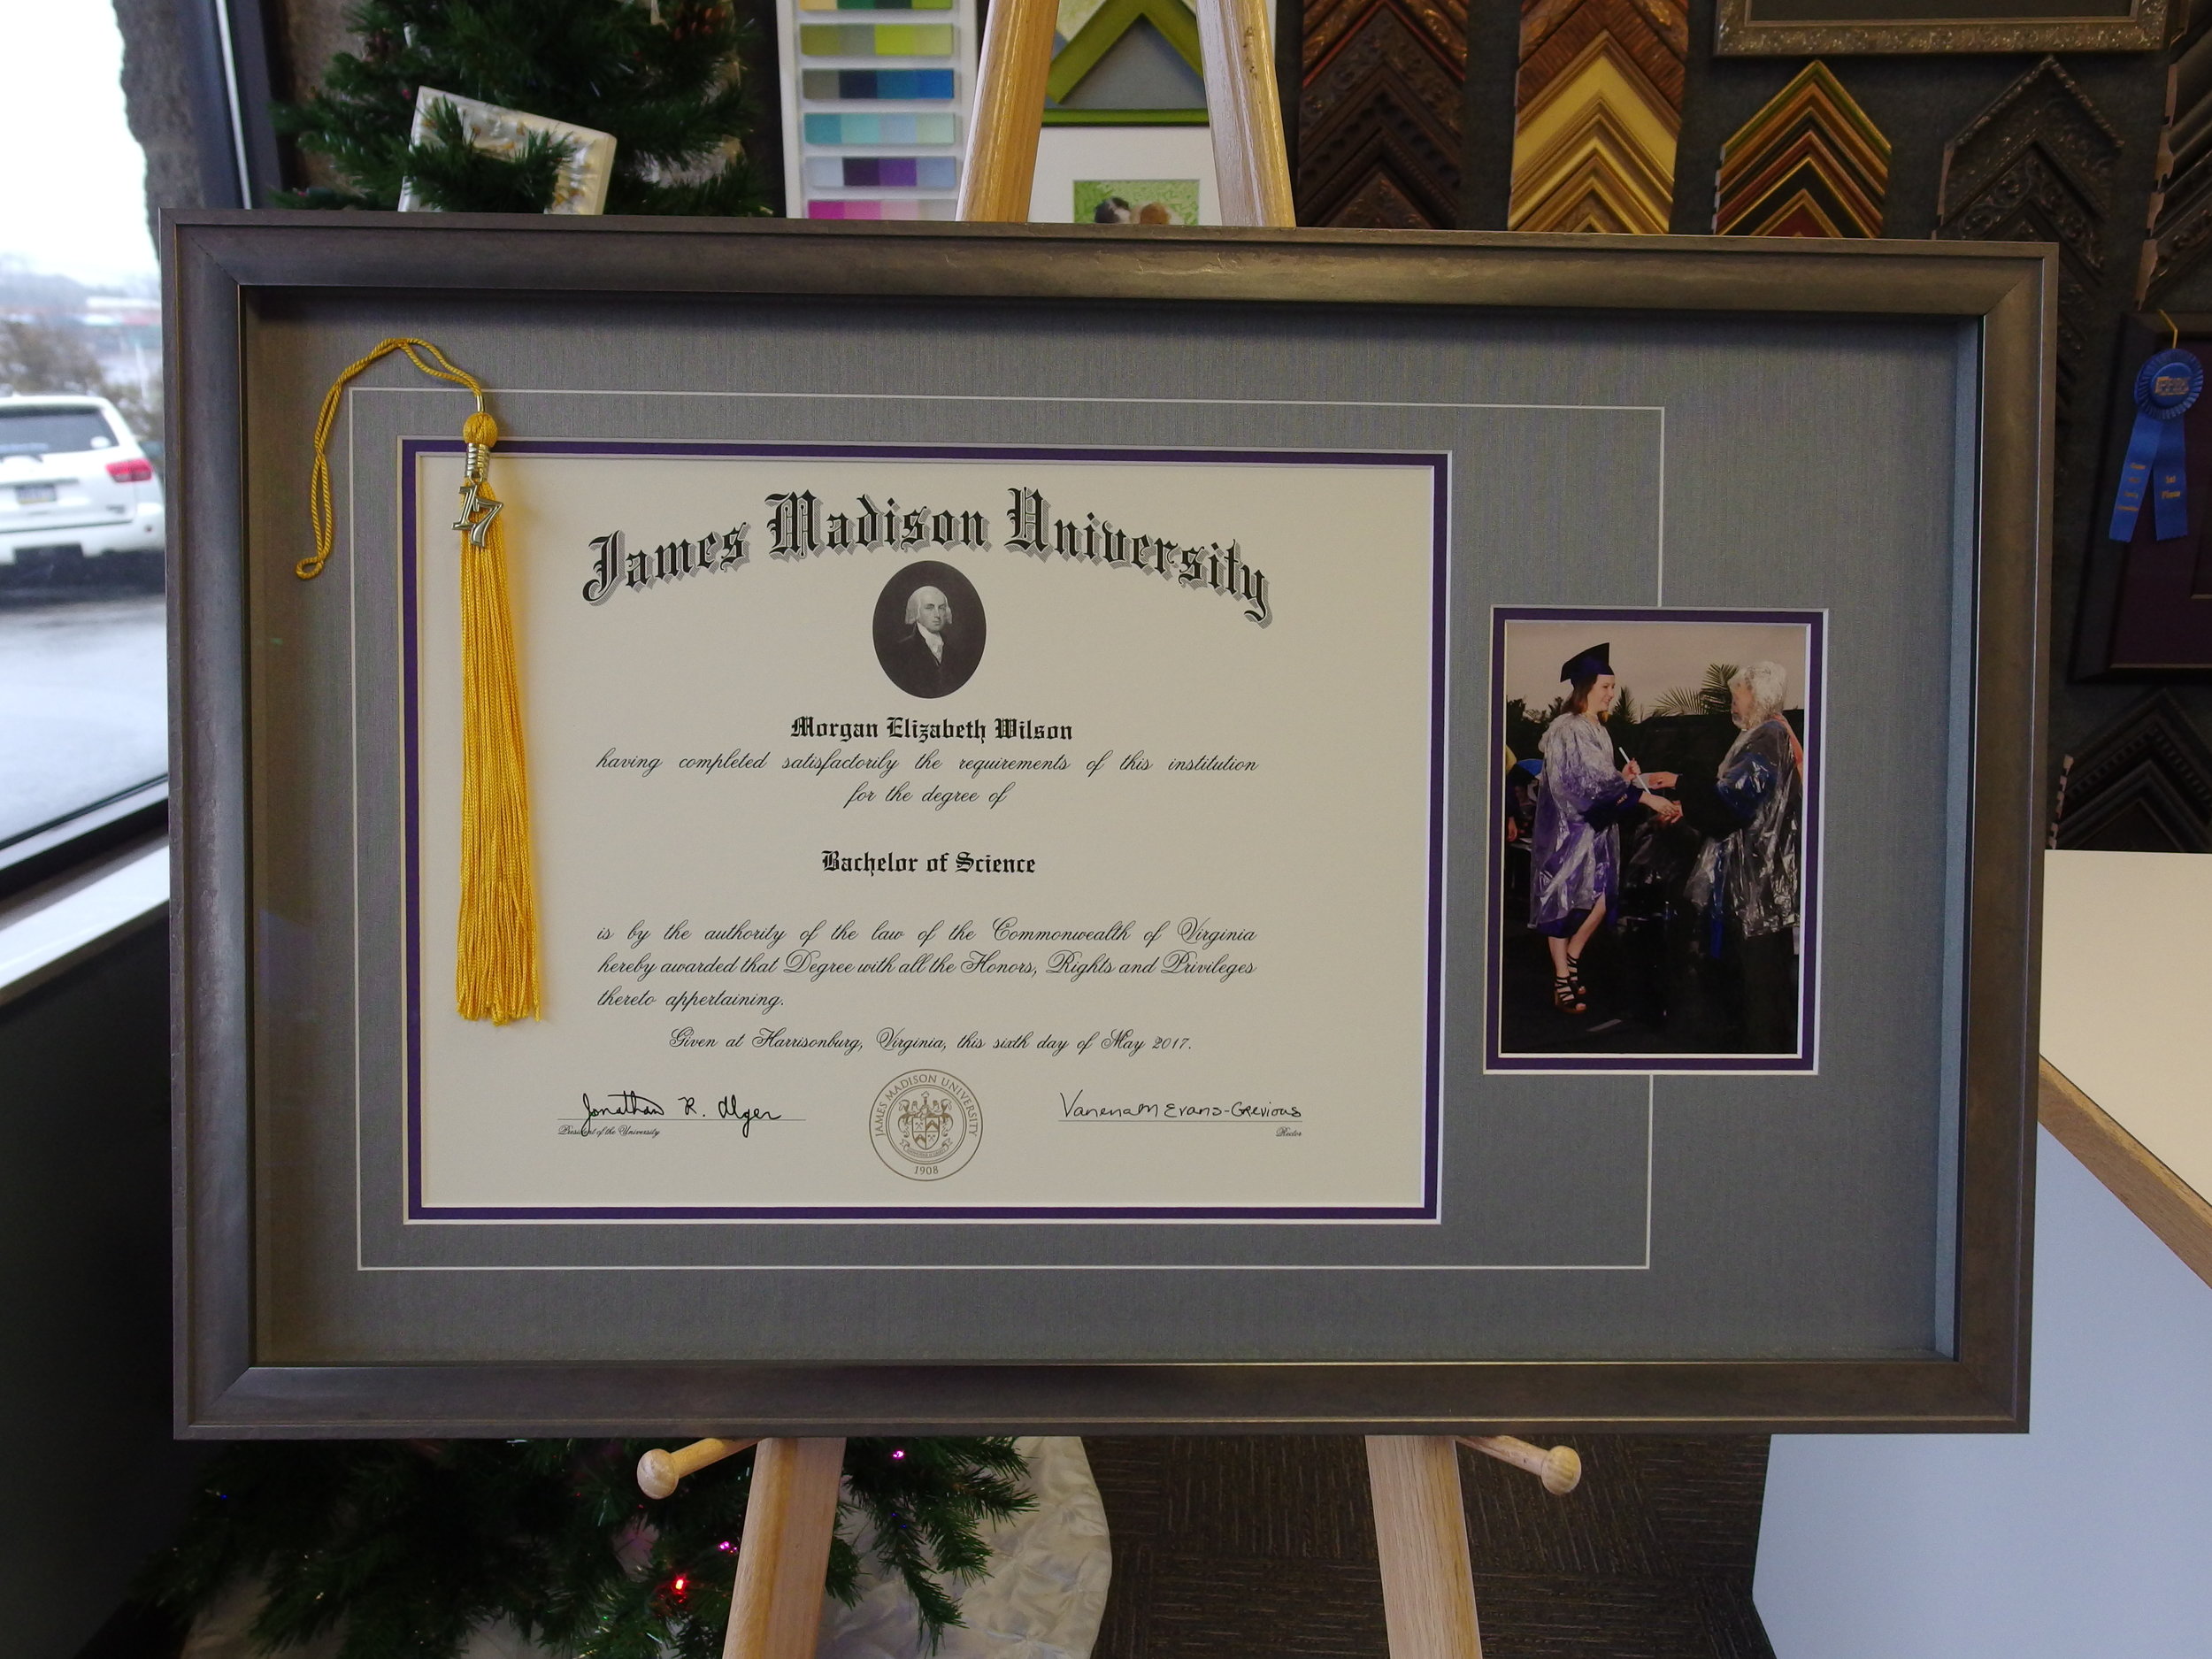 17
James Madison University
Morgan Elizabeth Wilson
having completed satisfactorily the requirements of this institution
for the degree of
Bachelor of Science
is by the authority of the law of the Commonwealth of Virginia
hereby awarded that Degree with all the Honors, Rights and Privileges
thereto appertaining.
Given at Harrisonburg, Virginia, this sixth day of May 2017.
Jonathan R. Alger
President of the University
JAMES MADISON UNIVERSITY
1908
Evans-Grevious
Rector
1st
Place